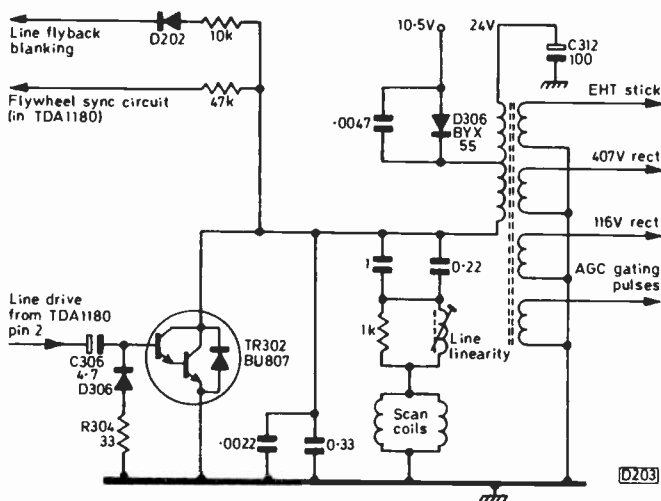 Line flyback
blanking
D202
10k
10·5V
24V
C312
100
Flywheel sync circuit
(in TDA1180)
47k
·0047
D306
BYX
55
EHT stick
407V rect
116V rect
AGC gating
pulses
1
0·22
Line drive
from TDA1180
pin 2
C306
4·7
D306
R304
33
TR302
BU807
1k
Line
linearity
·0022
0·33
Scan
coils
D203